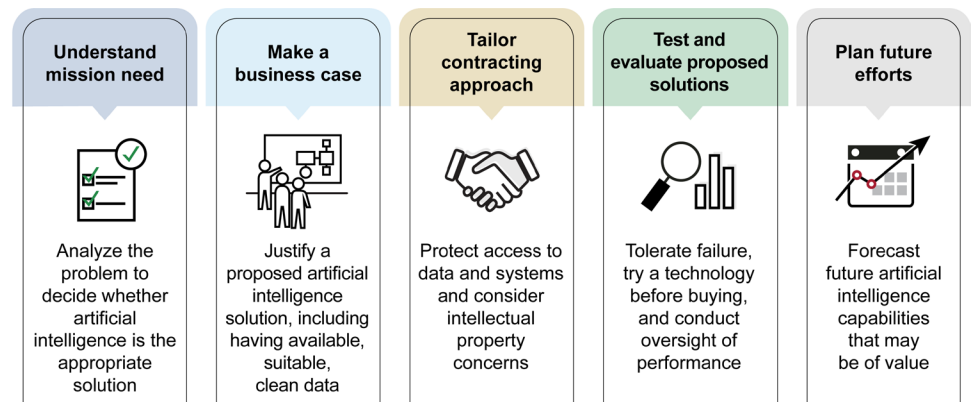 Understand
mission need
Analyze the
problem to
decide whether
artificial
intelligence is the
appropriate
solution
Make a
business case
Justify a
proposed artificial
intelligence
solution, including
having available,
suitable,
clean data
Tailor
contracting
approach
Protect access to
data and systems
and consider
intellectual
property
concerns
Test and
evaluate proposed
solutions
Tolerate failure,
try a technology
before buying,
and conduct
oversight of
performance
Plan future
efforts
Forecast
future artificial
intelligence
capabilities
that may
be of value